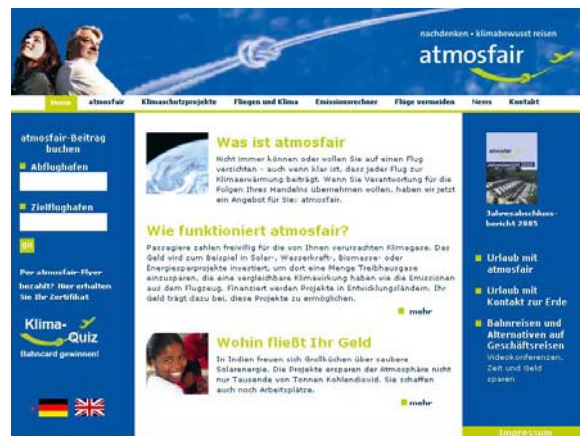 nachdenken • klimabewusst reisen
atmosfair
Home atmosfair Klimaschutzprojekte Fliegen und Klima Emissionsrechner Flüge vermeiden News Kontakt
atmosfair-Beitrag
buchen
Abflughafen
Zielflughafen
go
Per atmosfair-Flyer
bezahlt? Hier erhalten
Sie Ihr Zertifikat
Klima-
Quiz
Bahncard gewinnen!
Was ist atmosfair
Nicht immer können oder wollen Sie auf einen Flug
verzichten - auch wenn klar ist, dass jeder Flug zur
Klimaerwärmung beiträgt. Wenn Sie Verantwortung für die
Folgen Ihres Handelns übernehmen wollen, haben wir jetzt
ein Angebot für Sie: atmosfair.
Wie funktioniert atmosfair?
Passagiere zahlen freiwillig für die von Ihnen verursachten Klimagase. Das
Geld wird zum Beispiel in Solar-, Wasserkraft-, Biomasse- oder
Energiesparprojekte investiert, um dort eine Menge Treibhausgase
einzusparen, die eine vergleichbare Klimawirkung haben wie die Emissionen
aus dem Flugzeug. Finanziert werden Projekte in Entwicklungsländern. Ihr
Geld trägt dazu bei, diese Projekte zu ermöglichen.
mehr
Wohin fließt Ihr Geld
In Indien freuen sich Großküchen über saubere
Solarenergie. Die Projekte ersparen der Atmosphäre nicht
nur Tausende von Tonnen Kohlendioxid. Sie schaffen
auch noch Arbeitsplätze.
mehr
Jahresabschluss-
bericht 2005
Urlaub mit
atmosfair
Urlaub mit
Kontakt zur Erde
Bahnreisen und
Alternativen auf
Geschäftsreisen
Videokonferenzen,
Zeit und Geld
sparen
Impressum